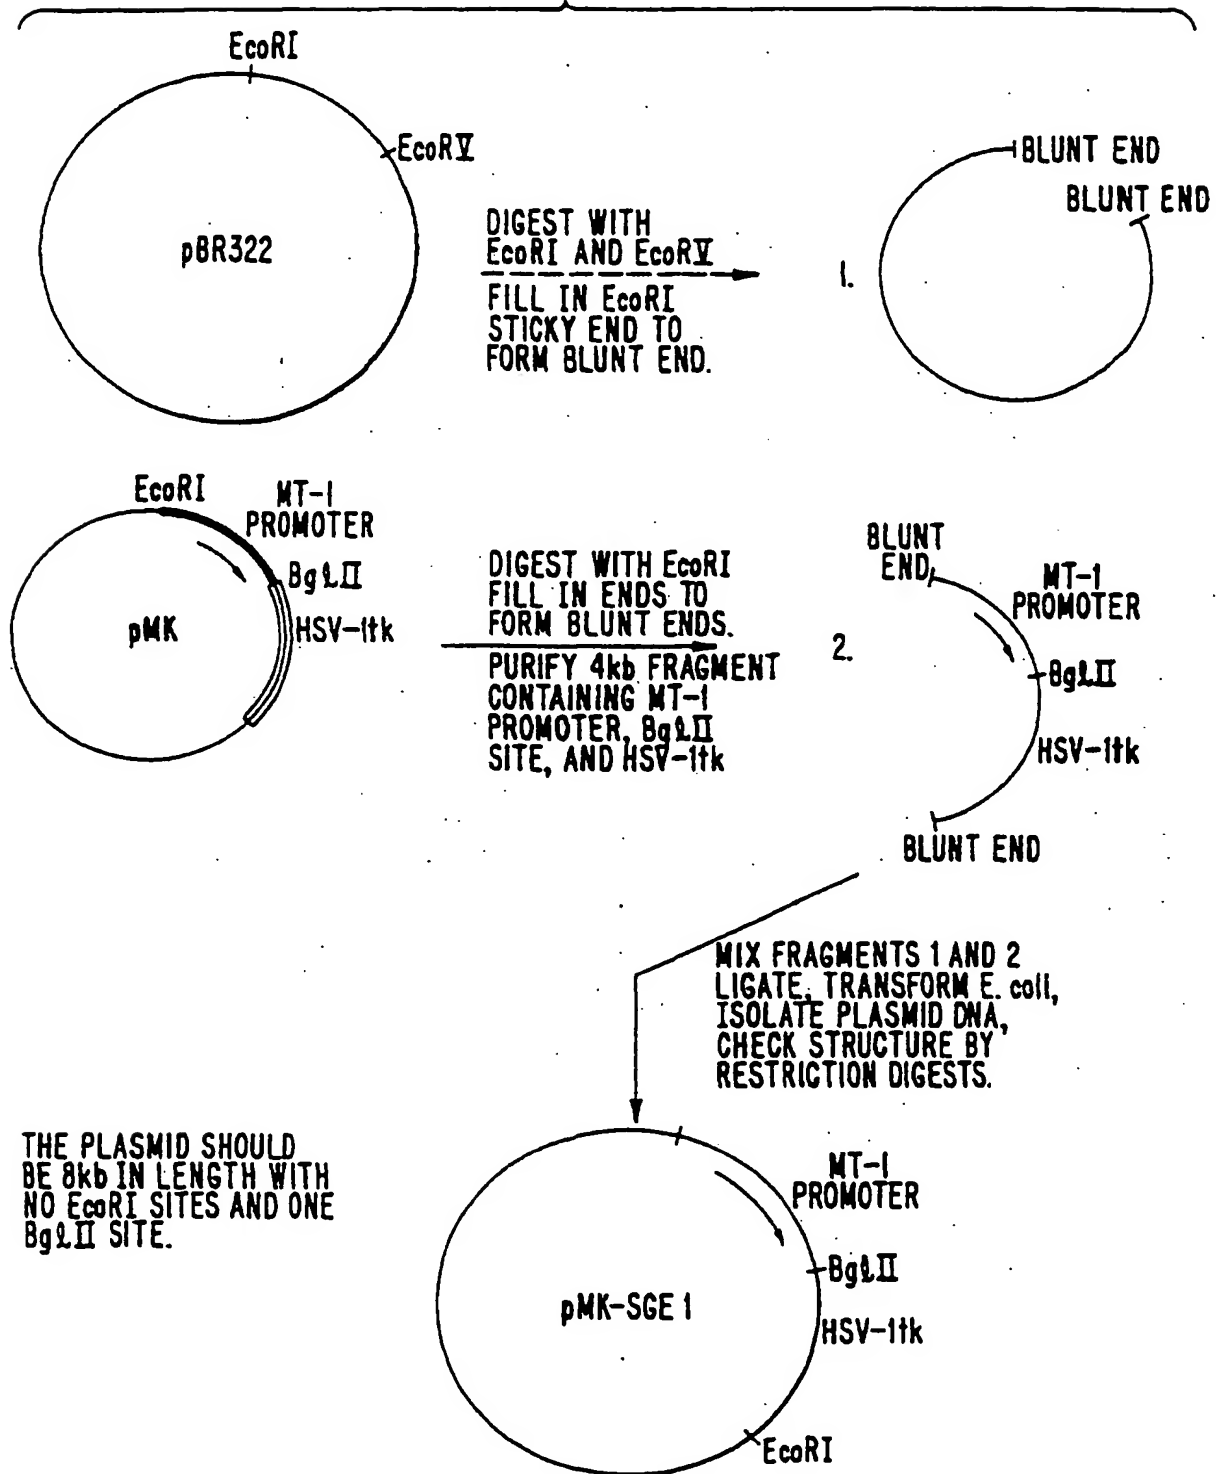 EcoRI
EcoRV
pBR322
DIGEST WITH
EcoRI AND EcoRV
FILL IN EcoRI
STICKY END TO
FORM BLUNT END.
1.
BLUNT END
BLUNT END
EcoRI
MT-1
PROMOTER
BglII
HSV-1tk
pMK
DIGEST WITH EcoRI
FILL IN ENDS TO
FORM BLUNT ENDS.
PURIFY 4kb FRAGMENT
CONTAINING MT-1
PROMOTER, BglII
SITE, AND HSV-1tk
2.
BLUNT
END
MT-1
PROMOTER
BglII
HSV-1tk
BLUNT END
MIX FRAGMENTS 1 AND 2
LIGATE, TRANSFORM E. coli,
ISOLATE PLASMID DNA,
CHECK STRUCTURE BY
RESTRICTION DIGESTS.
THE PLASMID SHOULD
BE 8kb IN LENGTH WITH
NO EcoRI SITES AND ONE
BglII SITE.
MT-1
PROMOTER
BglII
HSV-1tk
pMK-SGE 1
EcoRI